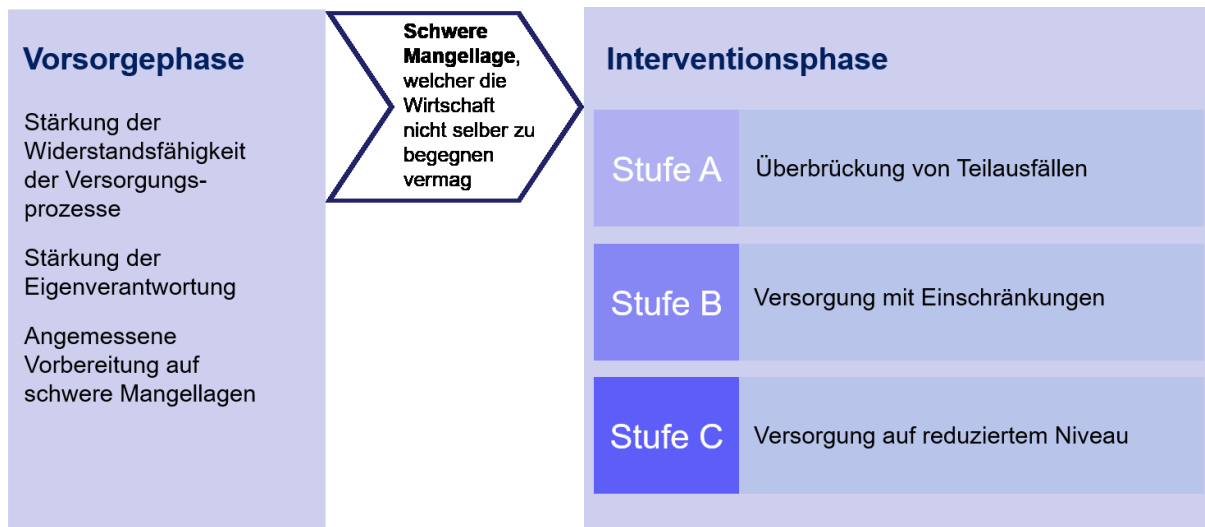 Vorsorgephase
Stärkung der
Widerstandsfähigkeit
der Versorgungs-
prozesse
Stärkung der
Eigenverantwortung
Angemessene
Vorbereitung auf
schwere Mangellagen
Schwere
Mangellage,
welcher die
Wirtschaft
nicht selber zu
begegnen
vermag
Interventionsphase
Stufe A
Überbrückung von Teilausfällen
Stufe B
Versorgung mit Einschränkungen
Stufe C
Versorgung auf reduziertem Niveau